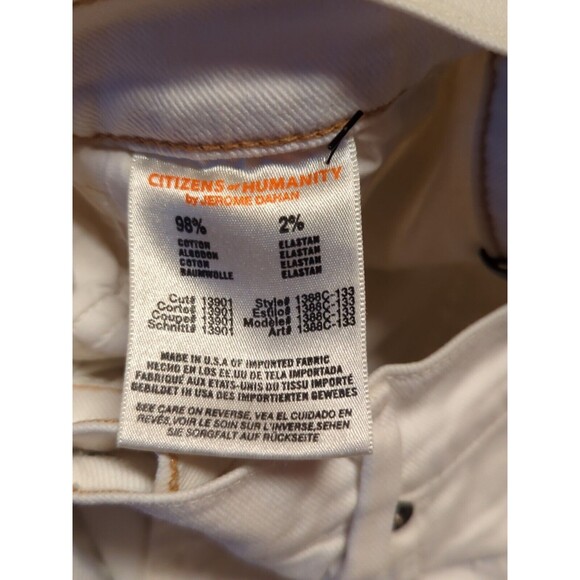 CITIZENS of HUMANITY
by JEROME DAHAN
98% 2%
COTTON ELASTAN
ALGODON ELASTAN
COTON ELASTAN
BAUMWOLLE ELASTAN
Cut# 13901 Style# 1388C-133
Corte# 13901 Estilo# 1388C-133
Coupe# 13901 Modèle# 1388C-133
Schnitt# 13901 Art# 1388C-133
MADE IN U.S.A OF IMPORTED FABRIC
HECHO EN LOS EE.UU DE TELA IMPORTADA
FABRIQUE AUX ETATS-UNIS DU TISSU IMPORTÉ
GEBILDET IN USA DES IMPORTIERTEN GEWEBES
SEE CARE ON REVERSE, VEA EL CUIDADO EN
REVÉS,VOIR LE SOIN SUR L'INVERSE,SEHEN
SIE SORGFALT AUF RÜCKSEITE